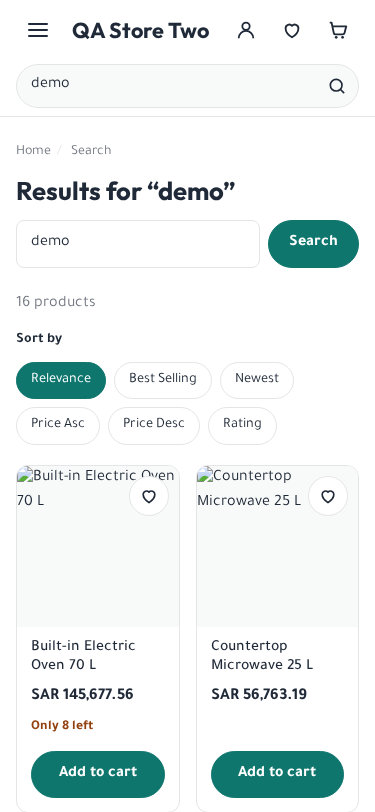 QA Store Two
demo
Home / Search
Results for “demo”
demo
Search
16 products
Sort by
Relevance
Best Selling
Newest
Price Asc
Price Desc
Rating
Built-in Electric Oven
70 L
Countertop
Microwave 25 L
Built-in Electric
Oven 70 L
SAR 145,677.56
Only 8 left
Add to cart
Countertop
Microwave 25 L
SAR 56,763.19
Add to cart